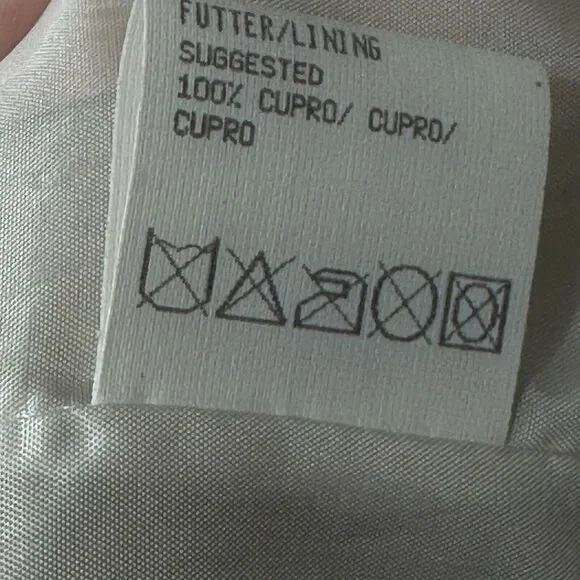 FUTTER/LINING
SUGGESTED
100% CUPRO/ CUPRO/
CUPRO